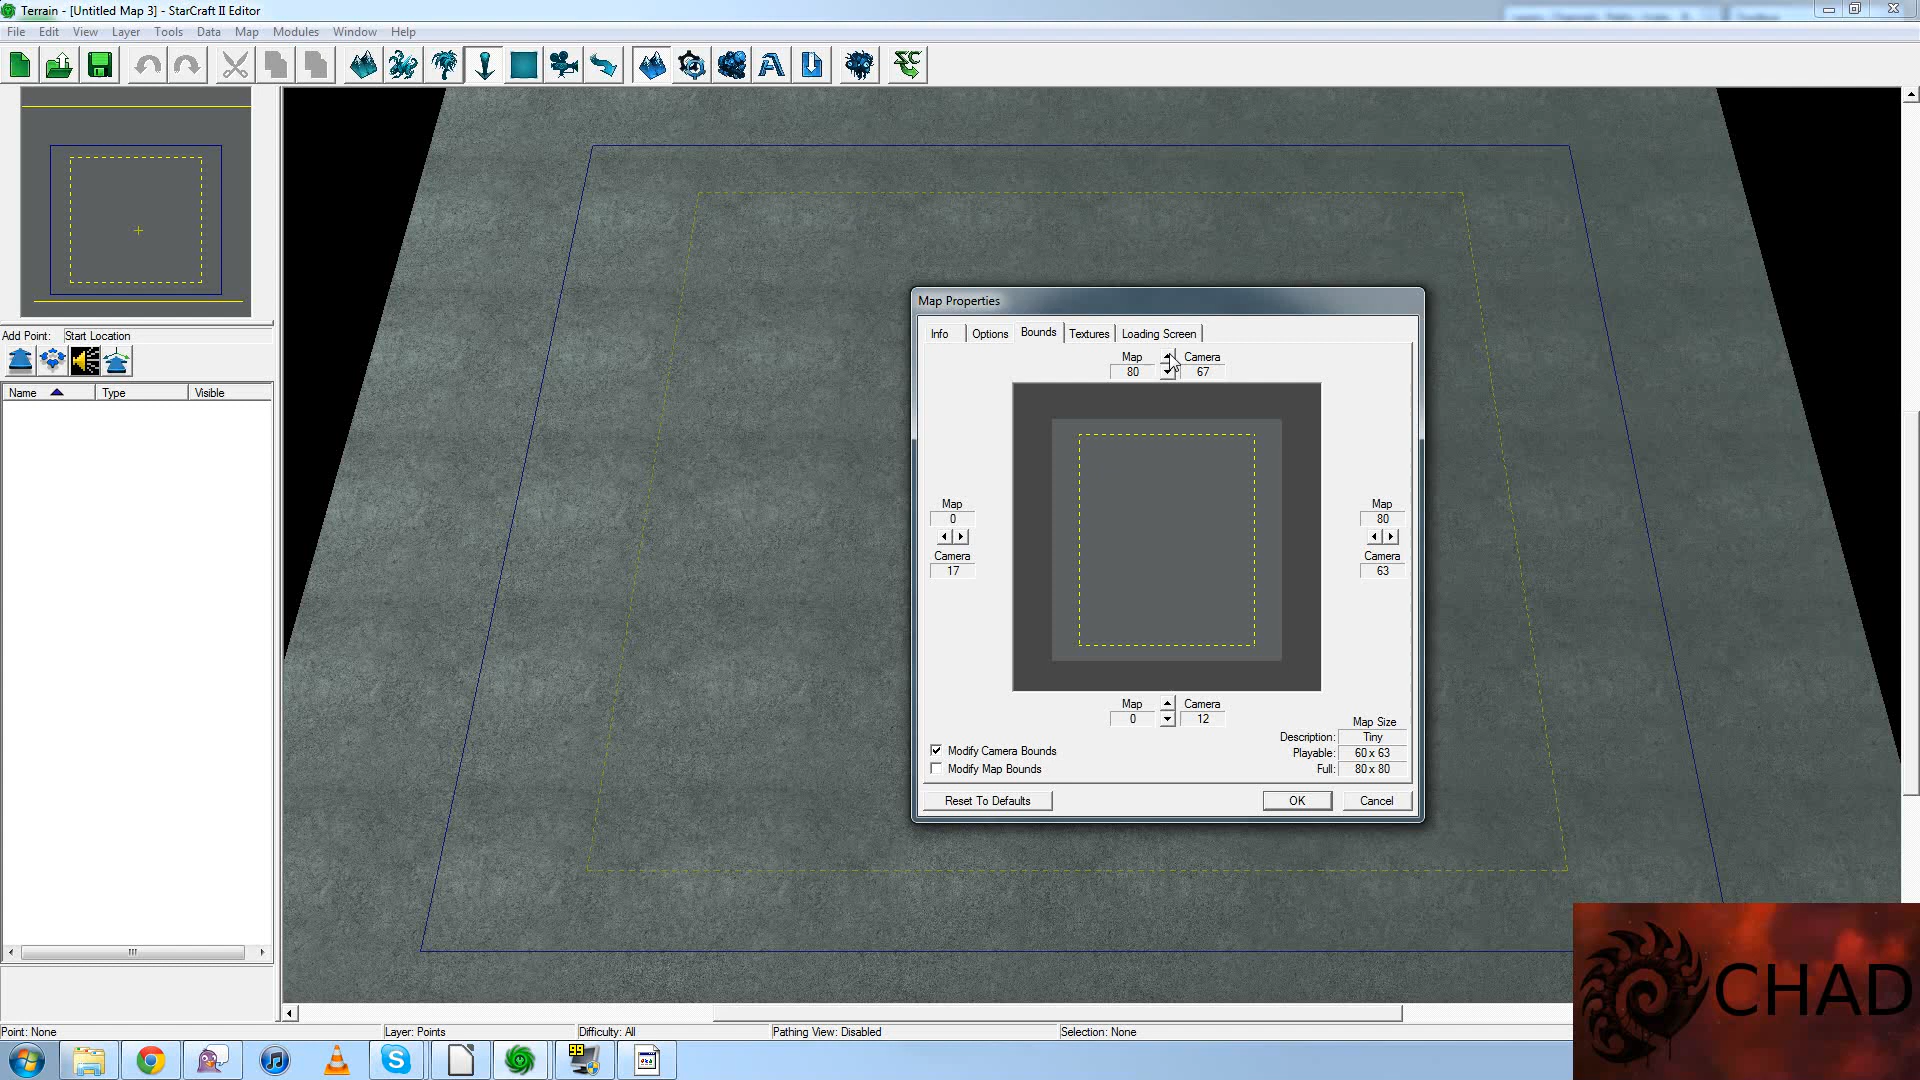 Terrain - [Untitled Map 3] - StarCraft II Editor
File Edit View Layer Tools Data Map Modules Window Help
Add Point: Start Location
Name Type Visible
Map Properties
Info Options Bounds Textures Loading Screen
Map Camera
80 67
Map
0
Camera
17
Map
80
Camera
63
Map Camera
0 12
Map Size
Description: Tiny
Playable: 60 x 63
Full: 80 x 80
Modify Camera Bounds
Modify Map Bounds
Reset To Defaults OK Cancel
CHAD
Point: None Layer: Points Difficulty: All Pathing View: Disabled Selection: None
99